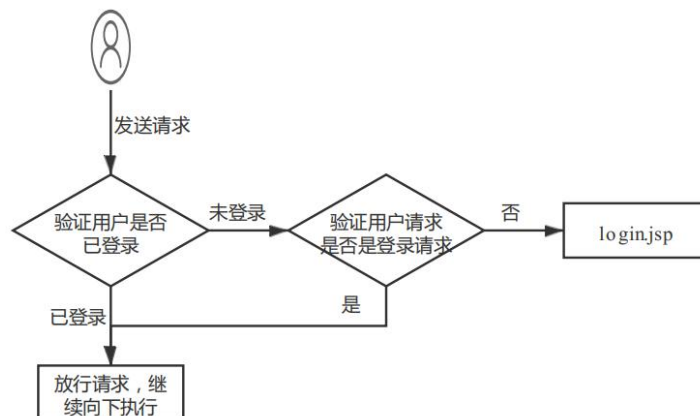 发送请求
验证用户是否
已登录
未登录
验证用户请求
是否是登录请求
否
login.jsp
已登录
是
放行请求，继
续向下执行